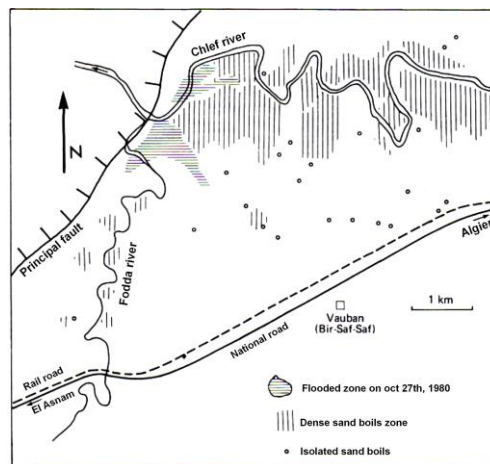 Chlef river
N
Principal fault
Fodda river
Algier
1 km
Vauban
(Bir-Saf-Saf)
National road
Rail road
El Asnam
Flooded zone on oct 27th, 1980
Dense sand boils zone
Isolated sand boils